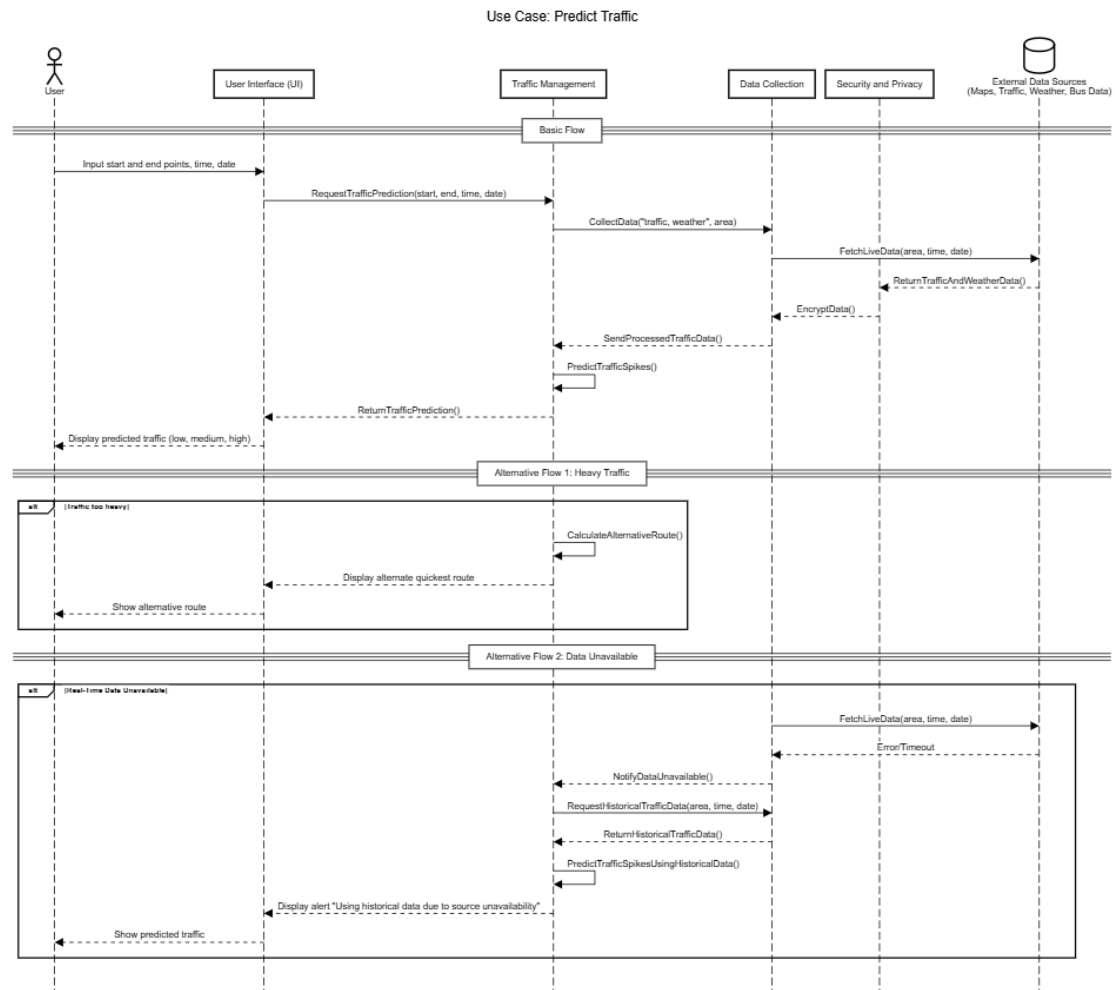 Use Case: Predict Traffic
User
User Interface (UI)
Traffic Management
Data Collection
Security and Privacy
External Data Sources
(Maps, Traffic, Weather, Bus Data)
Basic Flow
Input start and end points, time, date
RequestTrafficPrediction(start, end, time, date)
CollectData("traffic, weather", area)
FetchLiveData(area, time, date)
ReturnTrafficAndWeatherData()
EncryptData()
SendProcessedTrafficData()
PredictTrafficSpikes()
ReturnTrafficPrediction()
Display predicted traffic (low, medium, high)
Alternative Flow 1: Heavy Traffic
alt [Traffic too heavy]
CalculateAlternativeRoute()
Display alternate quickest route
Show alternative route
Alternative Flow 2: Data Unavailable
alt [Real-Time Data Unavailable]
FetchLiveData(area, time, date)
Error/Timeout
NotifyDataUnavailable()
RequestHistoricalTrafficData(area, time, date)
ReturnHistoricalTrafficData()
PredictTrafficSpikesUsingHistoricalData()
Display alert "Using historical data due to source unavailability"
Show predicted traffic